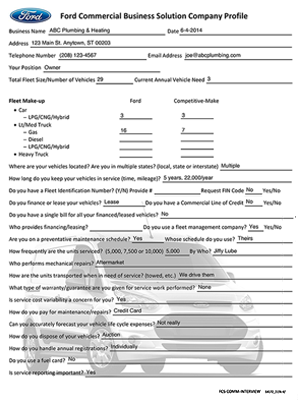 Ford
Ford Commercial Business Solution Company Profile
Business Name ABC Plumbing & Heating Date 6-4-2014
Address 123 Main St. Anytown, ST 00203
Telephone Number (208) 123-4567 Email Address joe@abcplumbing.com
Your Position Owner
Total Fleet Size/Number of Vehicles 29 Current Annual Vehicle Need 3
Fleet Make-up Ford Competitive-Make
• Car
– LPG/CNG/Hybrid 3 3
• Lt/Med Truck
– Gas 16 7
– Diesel
– LPG/CNG/Hybrid
• Heavy Truck
Where are your vehicles located? Are you in multiple states? (local, state or interstate) Multiple
How long do you keep your vehicles in service (time, mileage)? 5 years, 22,000/year
Do you have a Fleet Identification Number? (Y/N) Provide # Request FIN Code No Yes/No
Do you finance or lease your vehicles? Lease Do you have a Commercial Line of Credit No Yes/No
Do you have a single bill for all your financed/leased vehicles? No
Who provides financing/leasing? Do you use a fleet management company? Yes Yes/No
Are you on a preventative maintenance schedule? Yes Whose schedule do you use? Theirs
How frequently are the units serviced? (5,000, 7,500 or 10,000) 5,000 By Who? Jiffy Lube
Who performs mechanical repairs? Aftermarket
How are the units transported when in need of service? (towed, etc.) We drive them
What type of warranty/guarantee are you given for service work performed? None
Is service cost variability a concern for you? Yes
How do you pay for maintenance/repairs? Credit Card
Can you accurately forecast your vehicle life cycle expenses? Not really
How do you dispose of your vehicles? Auction
How do you handle annual registrations? Individually
Do you use a fuel card? No
Is service reporting important? Yes
FCS-COMM-INTERVIEW